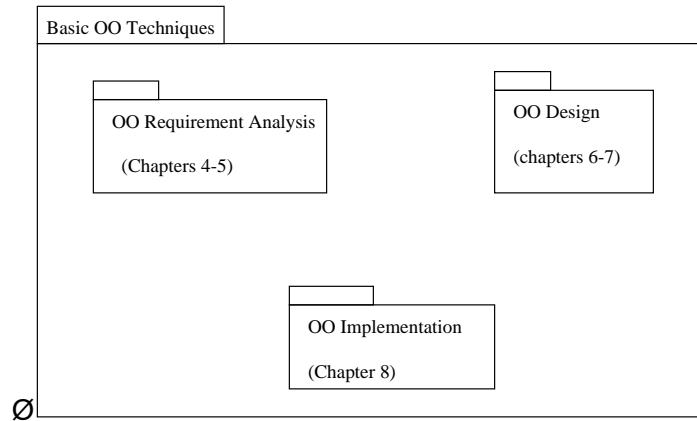 Basic OO Techniques
OO Requirement Analysis
(Chapters 4-5)
OO Design
(chapters 6-7)
OO Implementation
(Chapter 8)
Ø